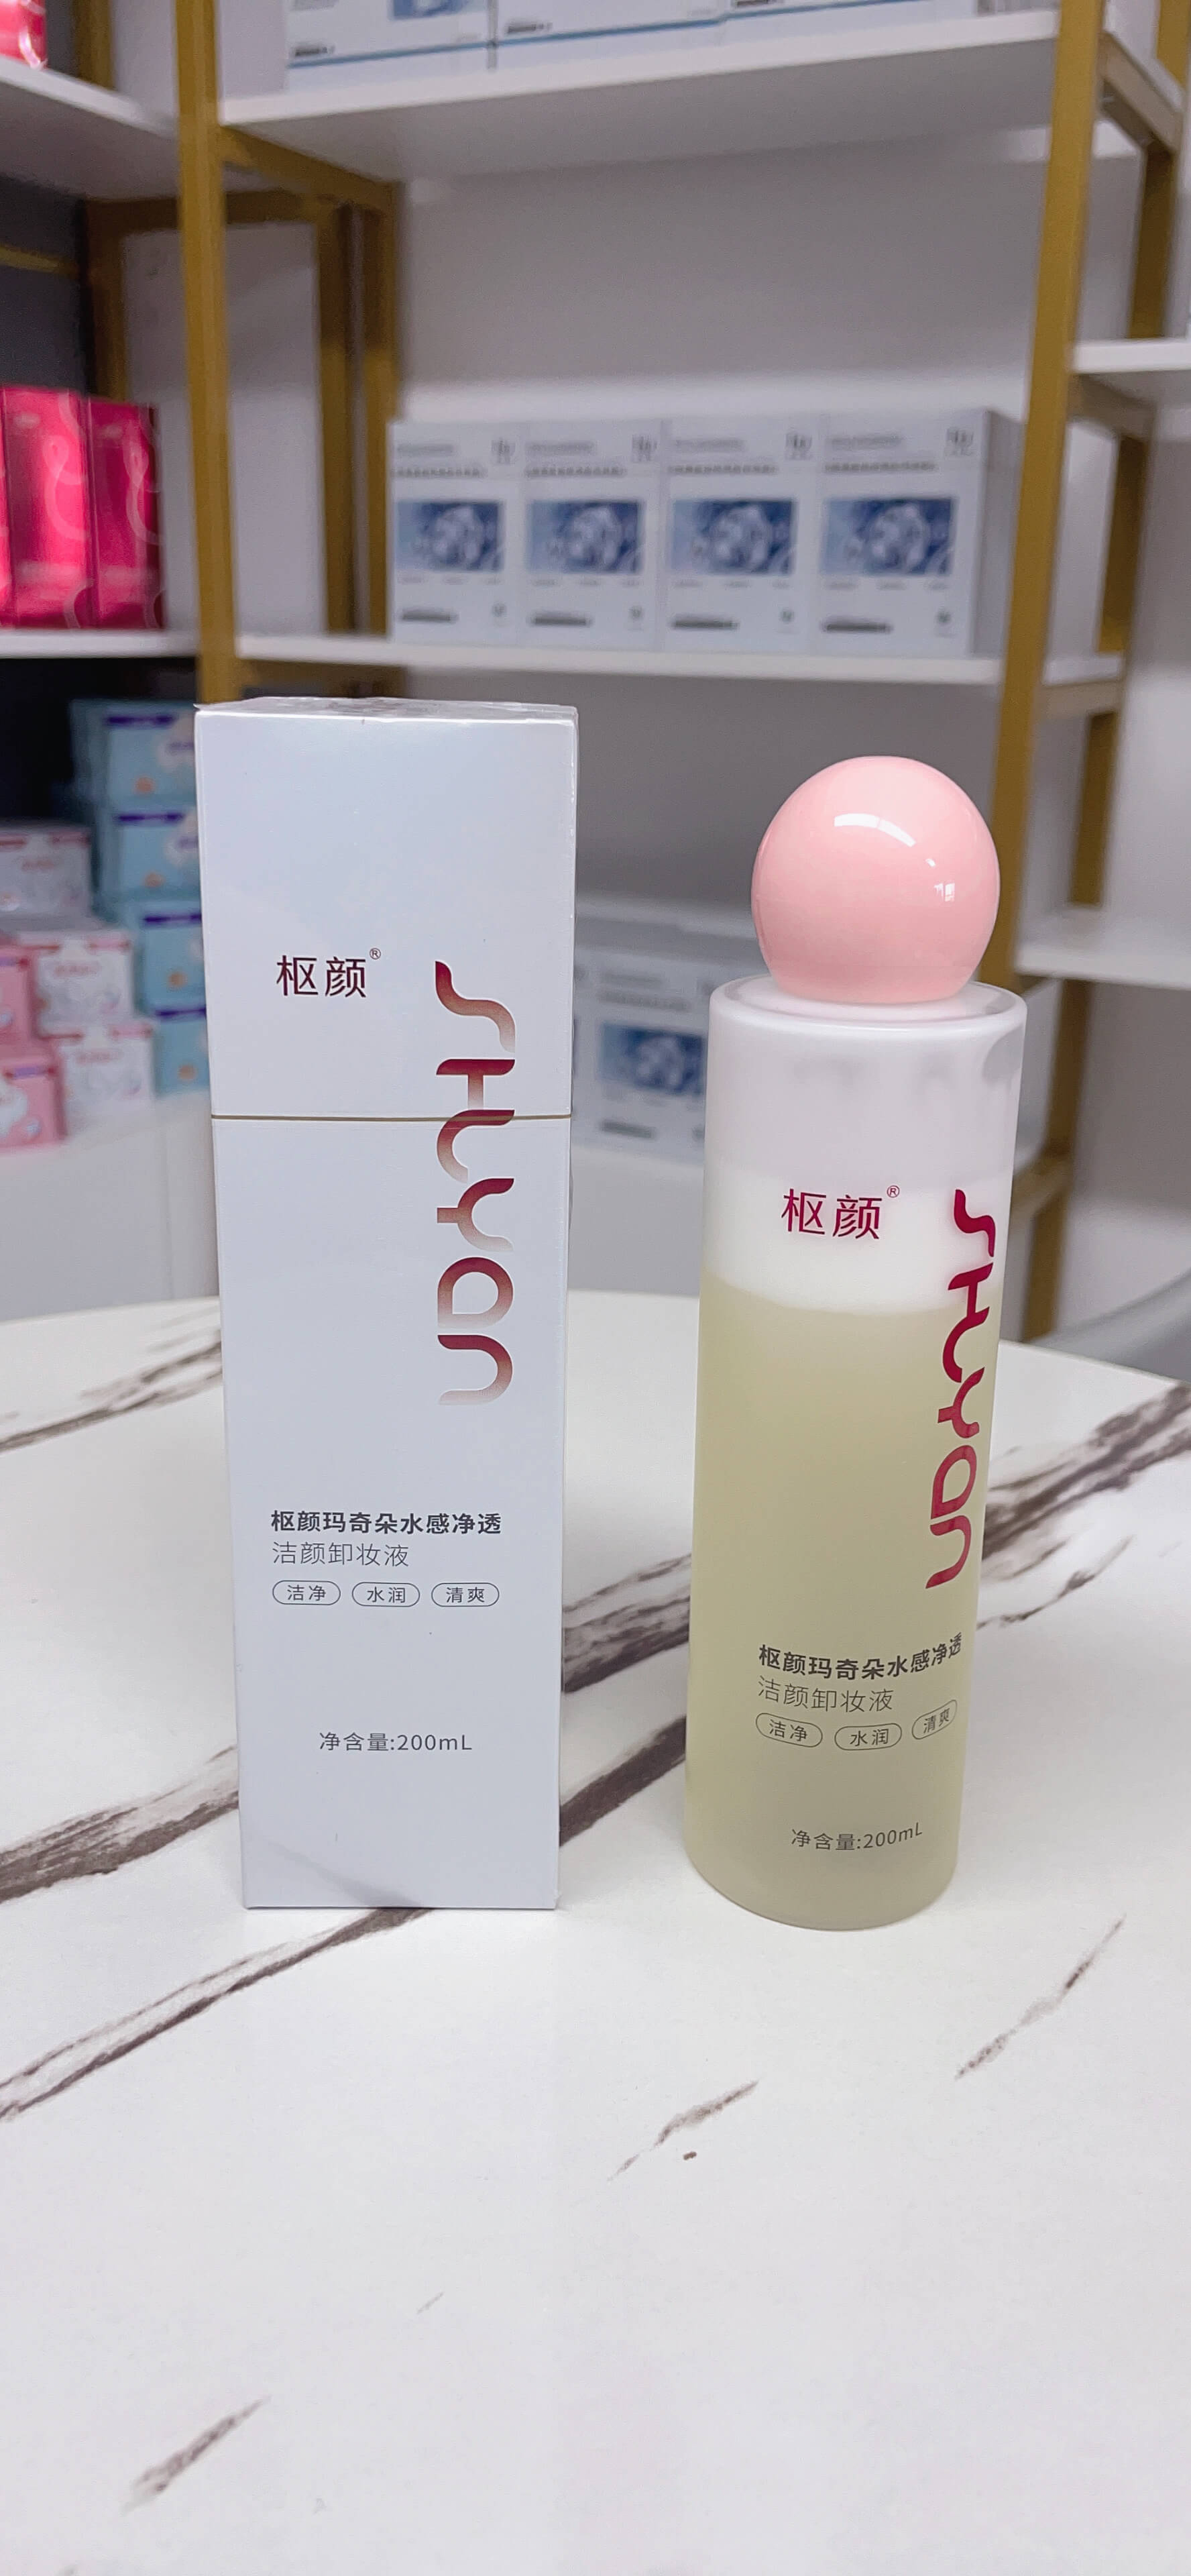 枢颜®
SHUYan
枢颜玛奇朵水感净透
洁颜卸妆液
洁净 水润 清爽
净含量:200mL
枢颜®
SHUYan
枢颜玛奇朵水感净透
洁颜卸妆液
洁净 水润 清爽
净含量:200mL